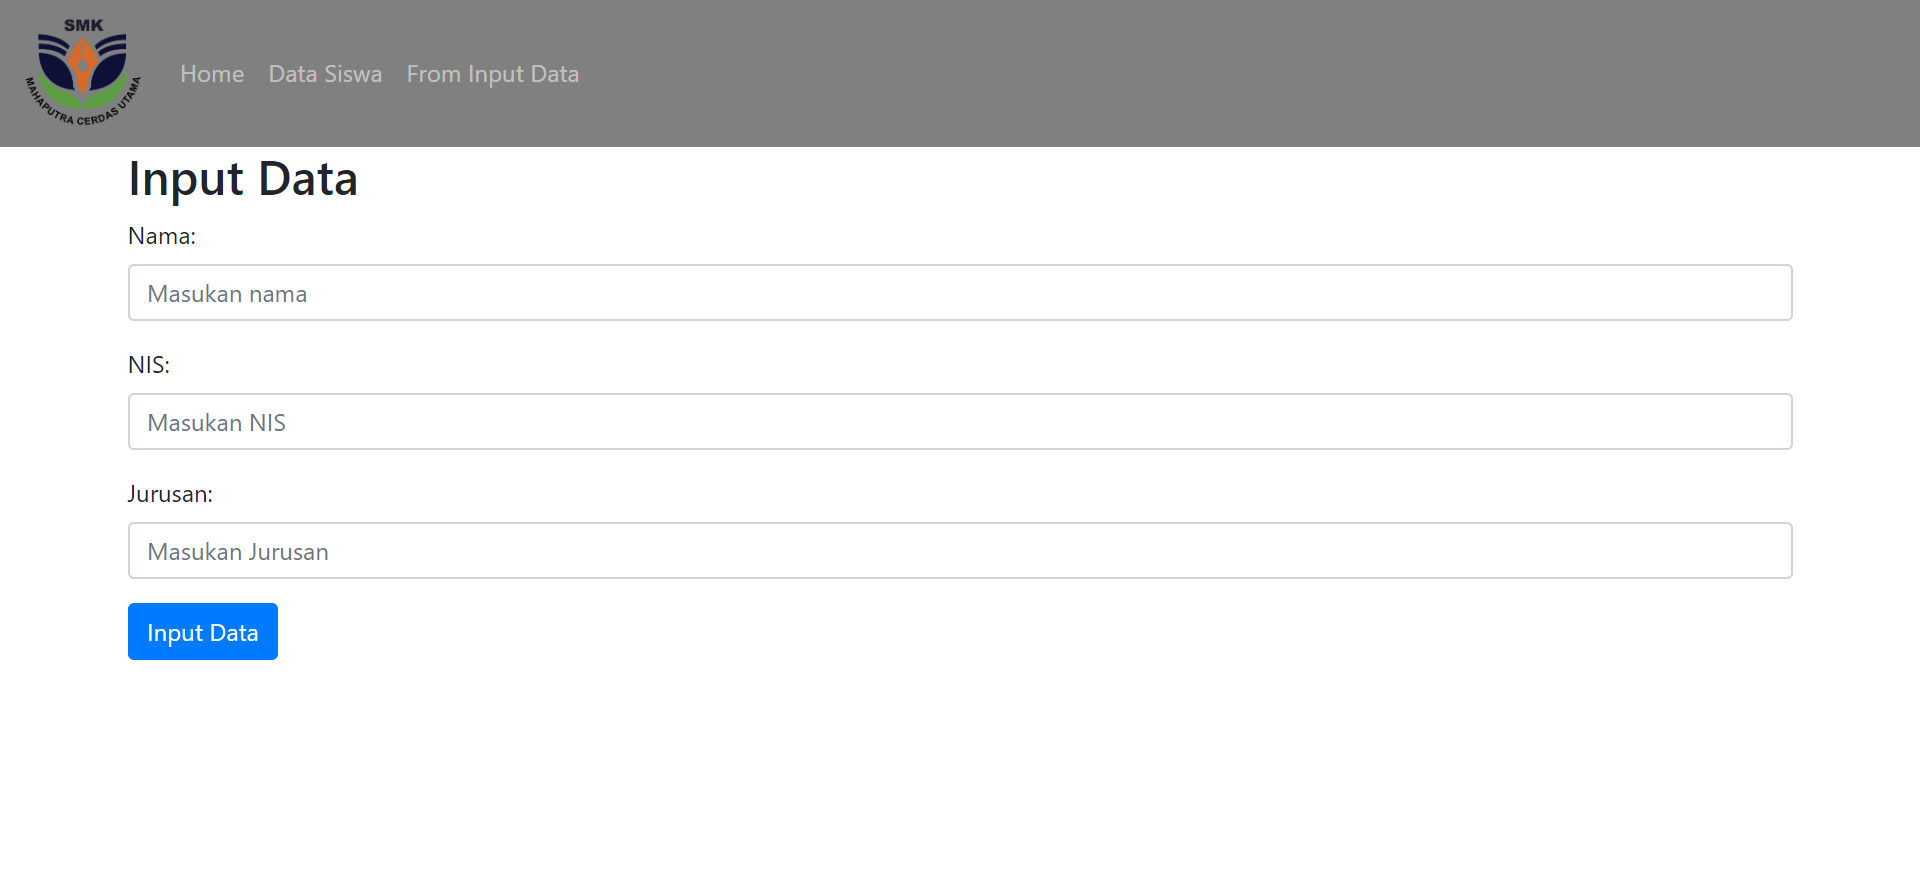 SMK
MAHAPUTRA CERDAS UTAMA
Home Data Siswa From Input Data
Input Data
Nama:
Masukan nama
NIS:
Masukan NIS
Jurusan:
Masukan Jurusan
Input Data